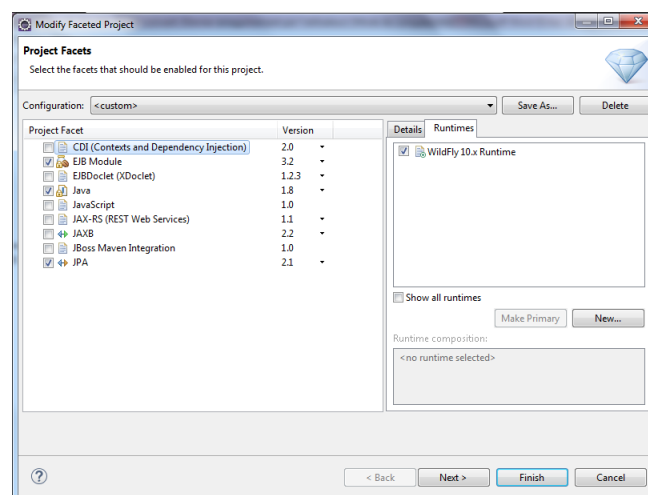 Modify Faceted Project
Project Facets
Select the facets that should be enabled for this project.
Configuration: <custom> Save As... Delete
Project Facet Version
CDI (Contexts and Dependency Injection) 2.0
EJB Module 3.2
EJBDoclet (XDoclet) 1.2.3
Java 1.8
JavaScript 1.0
JAX-RS (REST Web Services) 1.1
JAXB 2.2
JBoss Maven Integration 1.0
JPA 2.1
Details Runtimes
WildFly 10.x Runtime
Show all runtimes
Make Primary New...
Runtime composition:
<no runtime selected>
? < Back Next > Finish Cancel